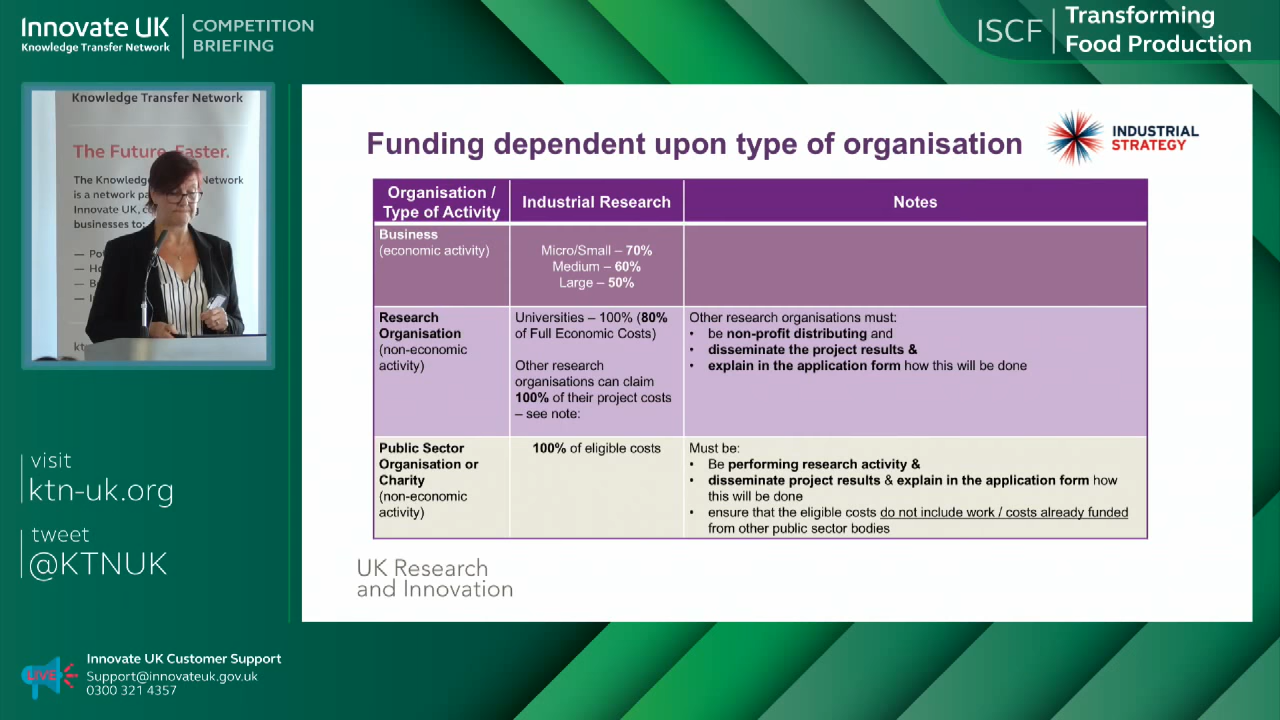 Innovate UK
Knowledge Transfer Network
COMPETITION
BRIEFING
ISCF
Transforming
Food Production
Knowledge Transfer Network
The Future. Faster.
The Knowledge
Network
is a network
Innovate UK,
businesses to:
Funding dependent upon type of organisation
INDUSTRIAL
STRATEGY
Organisation /
Type of Activity
Industrial Research
Notes
Business
(economic activity)
Micro/Small – 70%
Medium – 60%
Large – 50%
Research
Organisation
(non-economic
activity)
Universities – 100% (80%
of Full Economic Costs)
Other research
organisations can claim
100% of their project costs
– see note:
Other research organisations must:
• be non-profit distributing and
• disseminate the project results &
• explain in the application form how this will be done
Public Sector
Organisation or
Charity
(non-economic
activity)
100% of eligible costs
Must be:
• Be performing research activity &
• disseminate project results & explain in the application form how
this will be done
• ensure that the eligible costs do not include work / costs already funded
from other public sector bodies
UK Research
and Innovation
visit
ktn-uk.org
tweet
@KTNUK
LIVE
Innovate UK Customer Support
Support@innovateuk.gov.uk
0300 321 4357